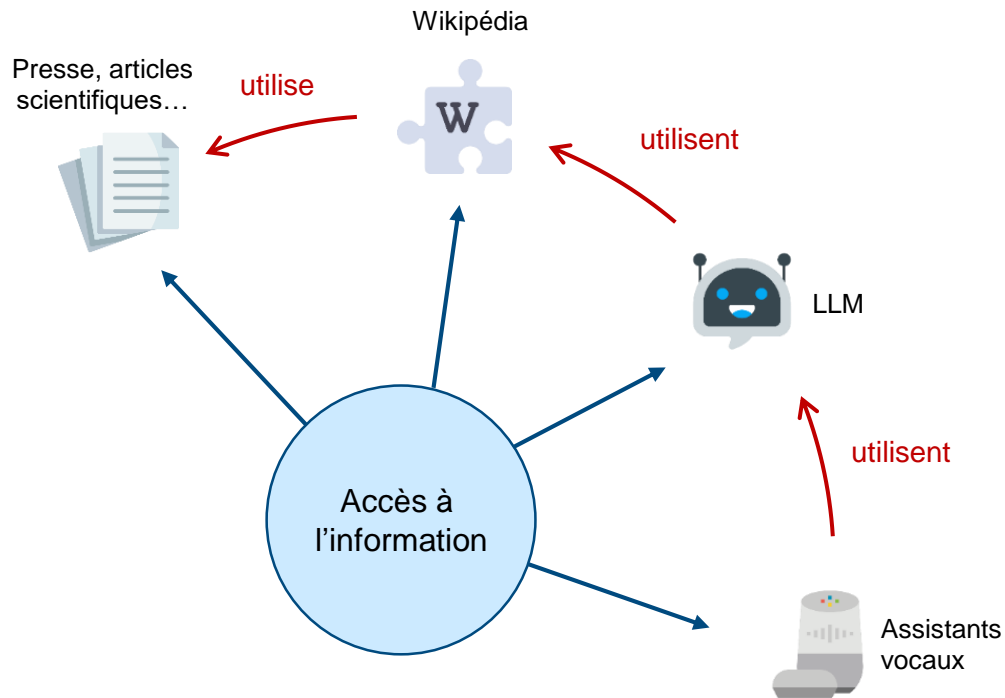 Wikipédia
Presse, articles
scientifiques…
utilise
W
utilisent
LLM
utilisent
Accès à
l’information
Assistants
vocaux